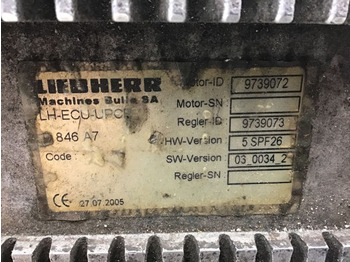 LIEBHERR
Machines Bulle SA
LH-ECU-UPCR
D 846 A7
Code :
27.07.2005
Motor-ID 9739072
Motor-SN
Regler-ID 9739073
HW-Version 5 SPF26
SW-Version 03_0034_2
Regler-SN